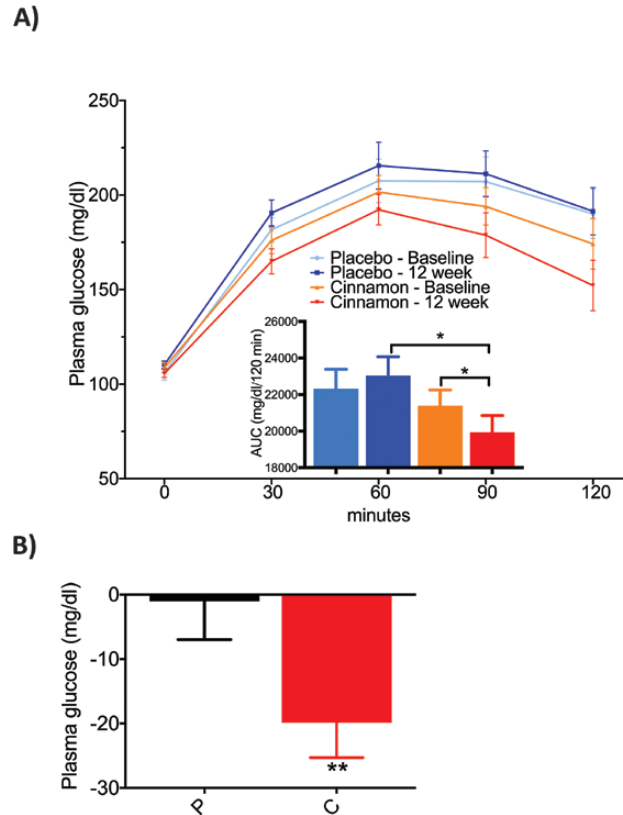 A)
Plasma glucose (mg/dl)
250
200
150
100
50
Placebo - Baseline
Placebo - 12 week
Cinnamon - Baseline
Cinnamon - 12 week
AUC (mg/dl/120 min)
26000
24000
22000
20000
18000
*
*
0 30 60 90 120
minutes
B)
Plasma glucose (mg/dl)
0
-10
-20
-30
**
P C